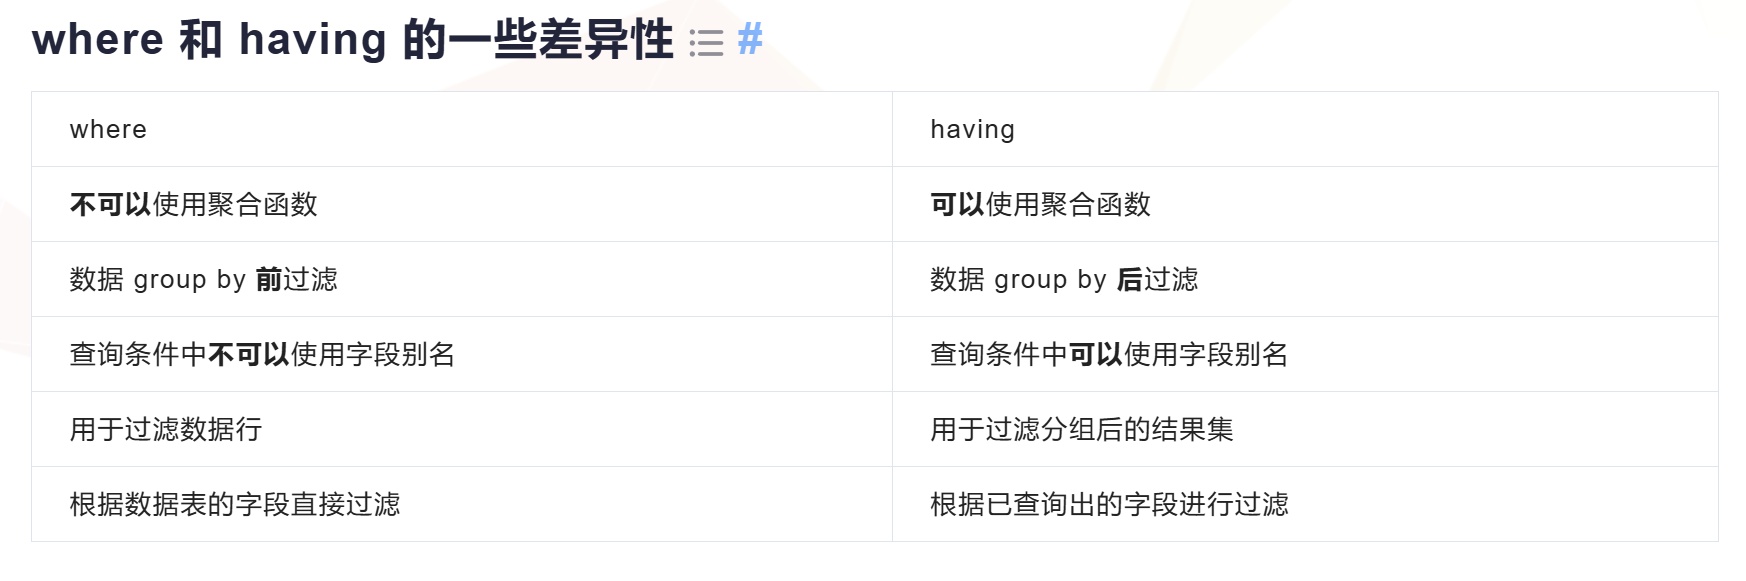 where 和 having 的一些差异性 #
where
having
不可以使用聚合函数
可以使用聚合函数
数据 group by 前过滤
数据 group by 后过滤
查询条件中不可以使用字段别名
查询条件中可以使用字段别名
用于过滤数据行
用于过滤分组后的结果集
根据数据表的字段直接过滤
根据已查询出的字段进行过滤